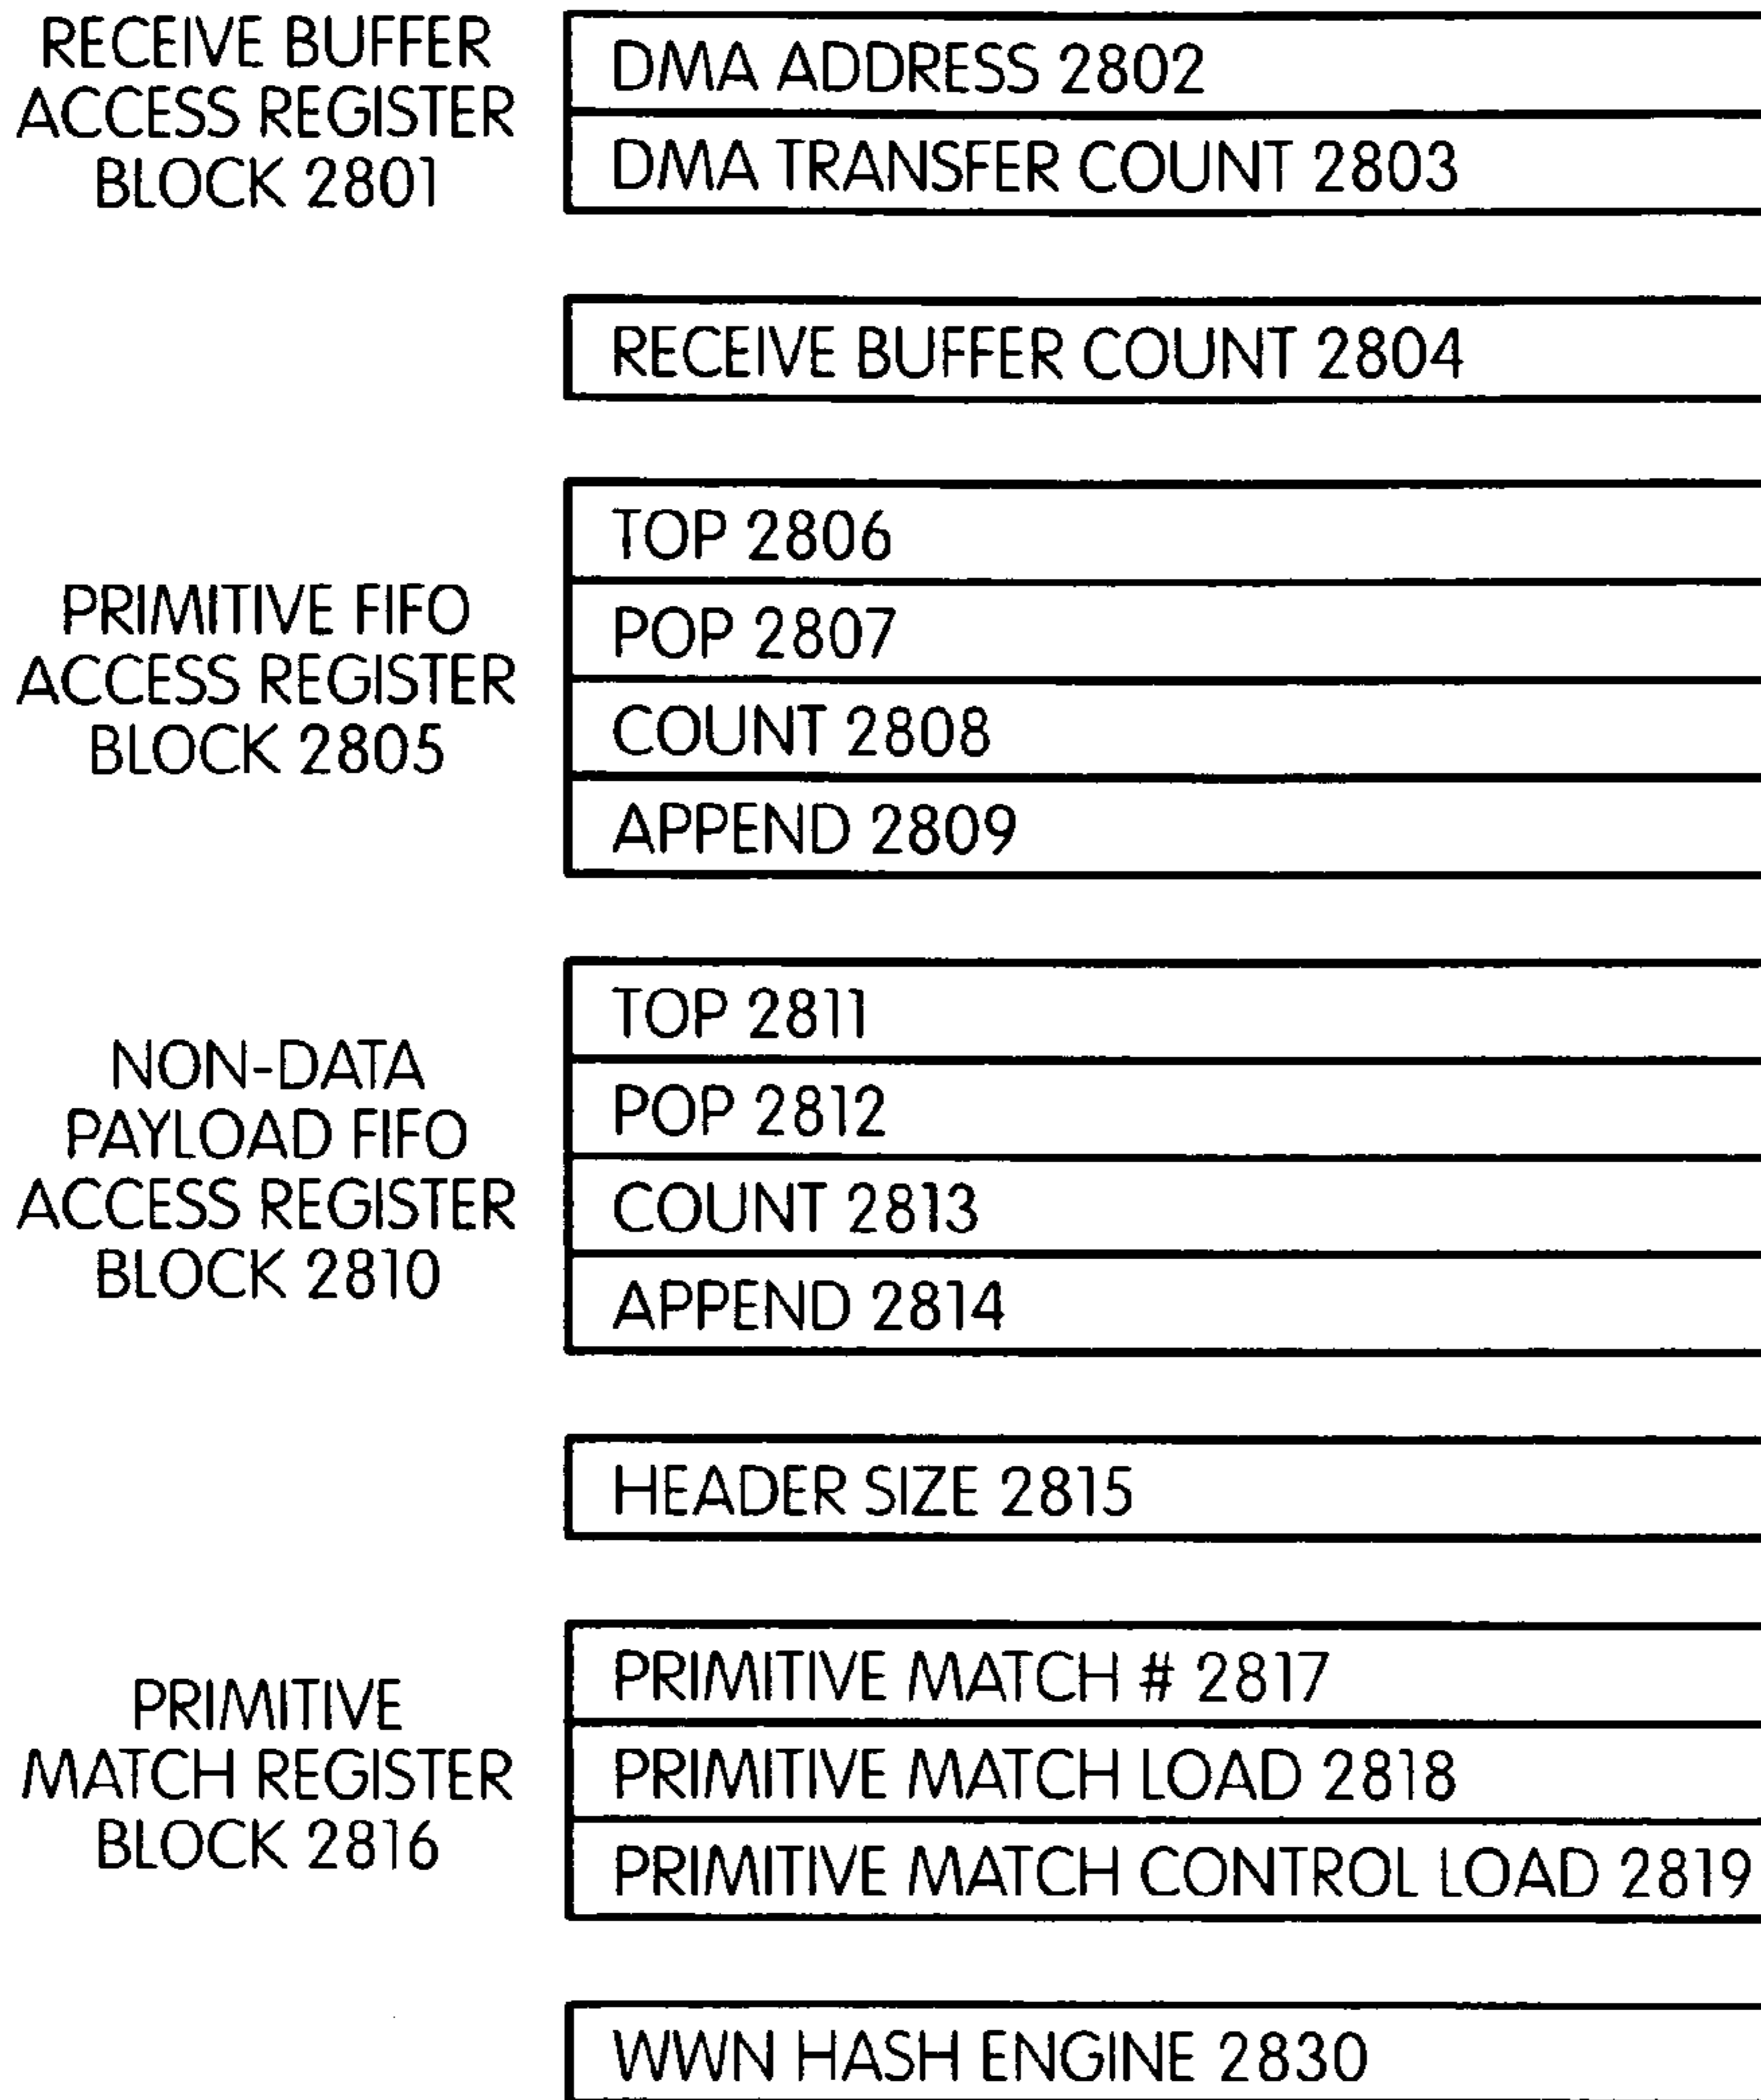 RECEIVE BUFFER
ACCESS REGISTER
BLOCK 2801
DMA ADDRESS 2802
DMA TRANSFER COUNT 2803
RECEIVE BUFFER COUNT 2804
PRIMITIVE FIFO
ACCESS REGISTER
BLOCK 2805
TOP 2806
POP 2807
COUNT 2808
APPEND 2809
NON-DATA
PAYLOAD FIFO
ACCESS REGISTER
BLOCK 2810
TOP 2811
POP 2812
COUNT 2813
APPEND 2814
HEADER SIZE 2815
PRIMITIVE
MATCH REGISTER
BLOCK 2816
PRIMITIVE MATCH # 2817
PRIMITIVE MATCH LOAD 2818
PRIMITIVE MATCH CONTROL LOAD 2819
WWN HASH ENGINE 2830